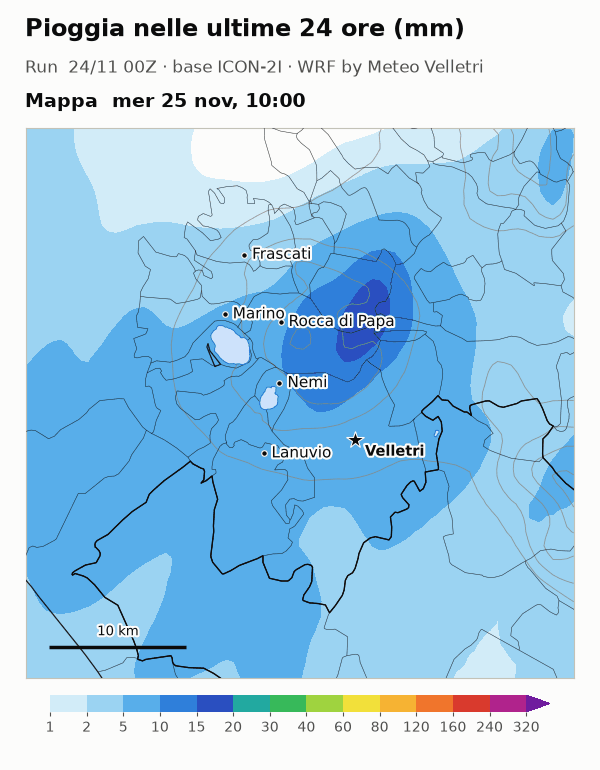 Pioggia nelle ultime 24 ore (mm)
Run 24/11 00Z · base ICON-2I · WRF by Meteo Velletri
Mappa mer 25 nov, 10:00
Frascati
Marino
Rocca di Papa
Nemi
Velletri
Lanuvio
10 km
1 2 5 10 15 20 30 40 60 80 120 160 240 320